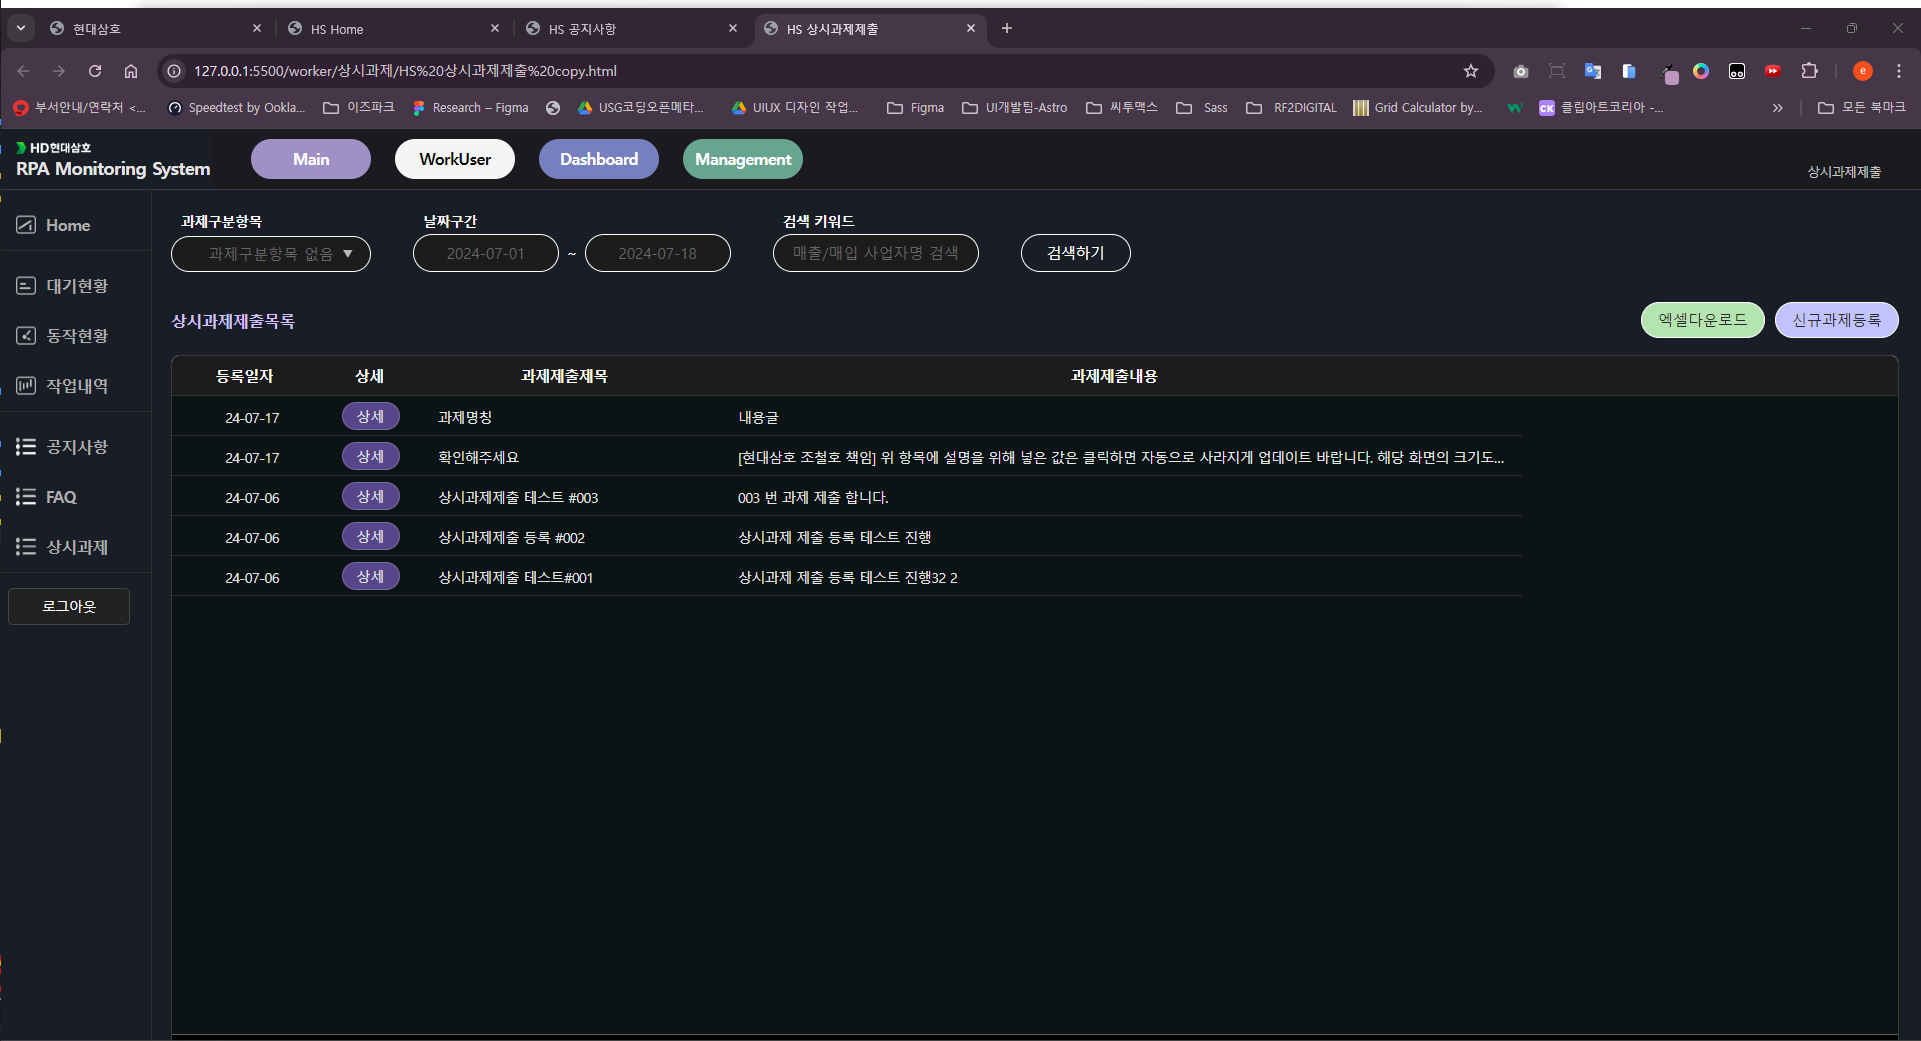 현대삼호
HS Home
HS 공지사항
HS 상시과제제출
127.0.0.1:5500/worker/상시과제/HS%20상시과제제출%20copy.html
e
부서안내/연락처 <...
Speedtest by Ookla...
이즈파크
Research – Figma
USG코딩오픈메타...
UIUX 디자인 작업...
Figma
UI개발팀-Astro
씨투맥스
Sass
RF2DIGITAL
Grid Calculator by...
CK 클립아트코리아 -...
모든 북마크
HD현대삼호
RPA Monitoring System
Main
WorkUser
Dashboard
Management
상시과제제출
Home
대기현황
동작현황
작업내역
공지사항
FAQ
상시과제
로그아웃
과제구분항목
날짜구간
검색 키워드
과제구분항목 없음 ▼
2024-07-01
~
2024-07-18
매출/매입 사업자명 검색
검색하기
상시과제제출목록
엑셀다운로드
신규과제등록
등록일자 상세 과제제출제목 과제제출내용
24-07-17 상세 과제명칭 내용글
24-07-17 상세 확인해주세요 [현대삼호 조철호 책임] 위 항목에 설명을 위해 넣은 값은 클릭하면 자동으로 사라지게 업데이트 바랍니다. 해당 화면의 크기도...
24-07-06 상세 상시과제제출 테스트 #003 003 번 과제 제출 합니다.
24-07-06 상세 상시과제제출 등록 #002 상시과제 제출 등록 테스트 진행
24-07-06 상세 상시과제제출 테스트#001 상시과제 제출 등록 테스트 진행32 2